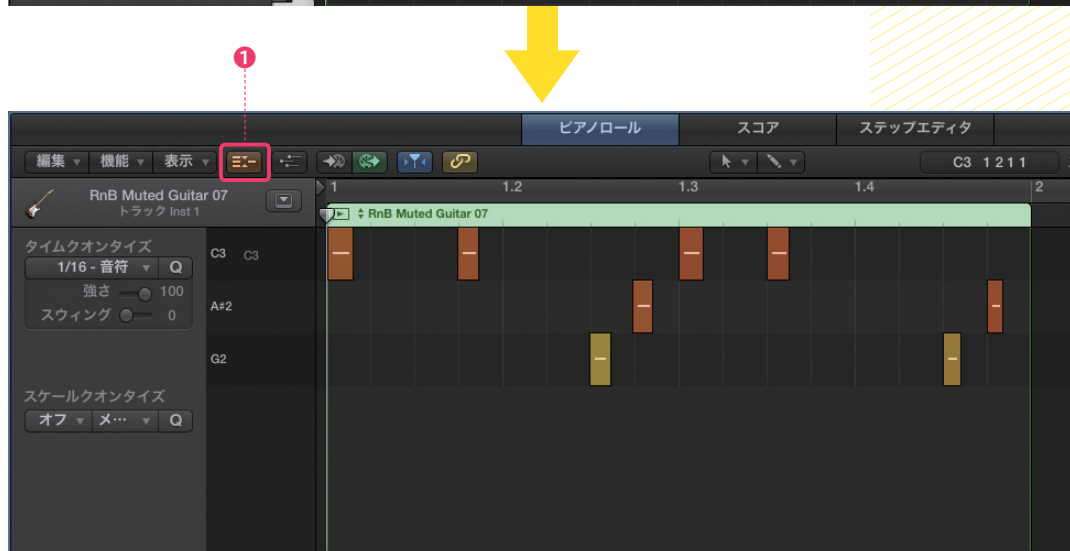 1
ピアノロール スコア ステップエディタ
編集 機能 表示 C3 1 2 1 1
RnB Muted Guitar 07
トラック Inst 1
1 1.2 1.3 1.4 2
RnB Muted Guitar 07
タイムクオンタイズ
1/16 - 音符 Q
強さ 100
スウィング 0
C3 C3
A♯2
G2
スケールクオンタイズ
オフ メ… Q